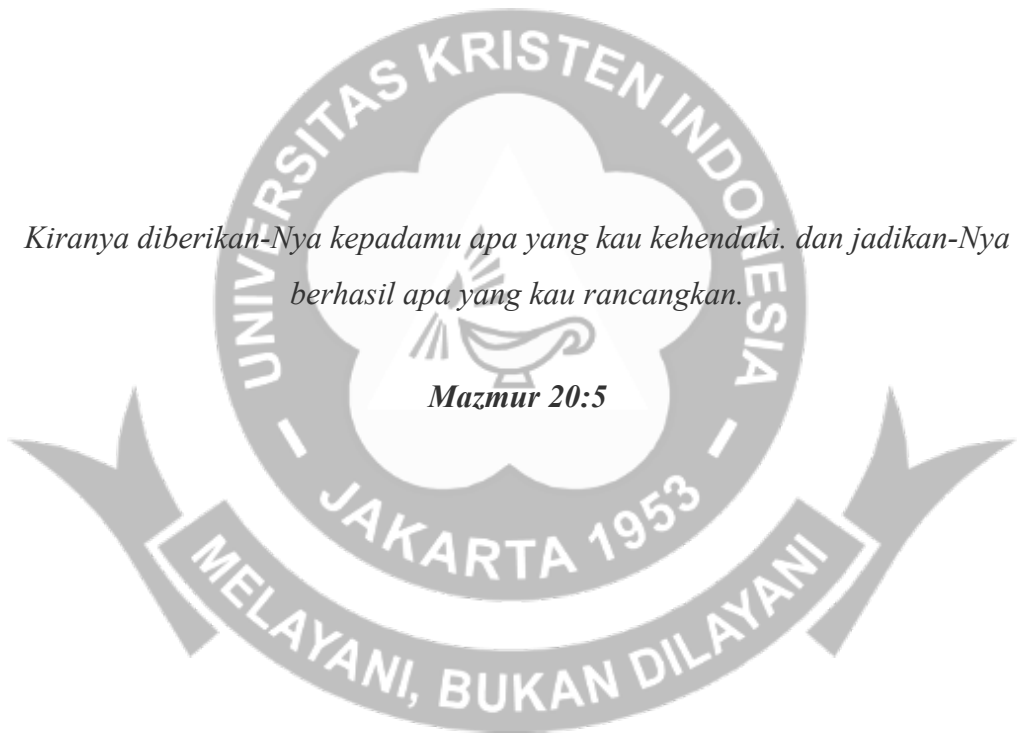 UNIVERSITAS KRISTEN INDONESIA
Kiranya diberikan-Nya kepadamu apa yang kau kehendaki. dan jadikan-Nya
berhasil apa yang kau rancangkan.
Mazmur 20:5
- JAKARTA 1953 -
MELAYANI, BUKAN DILAYANI